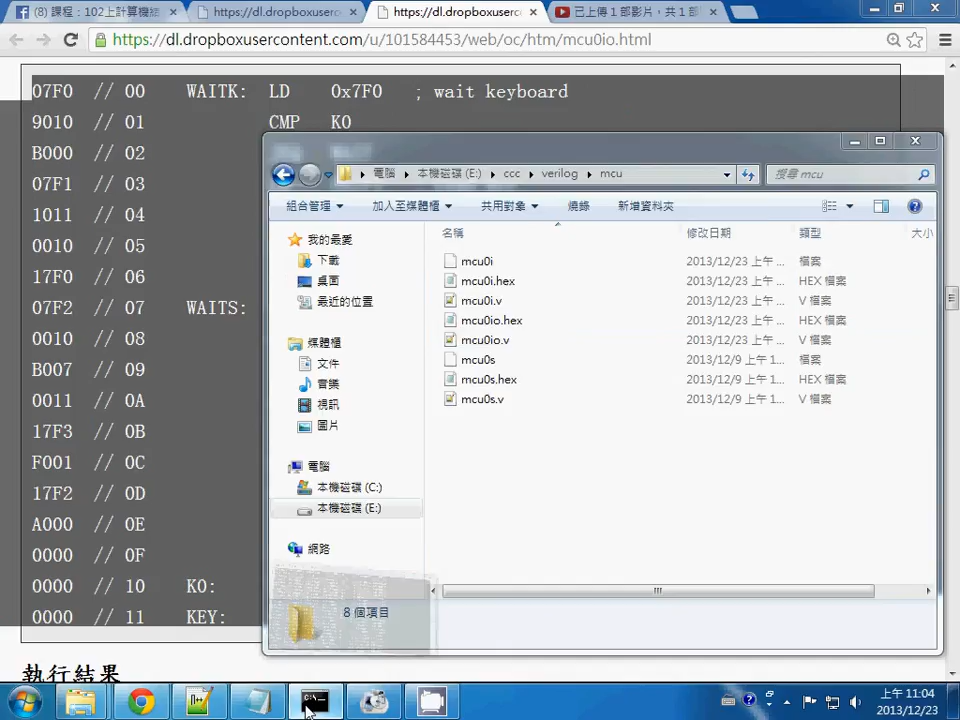 (8) 課程：102上計算機組
https://dl.dropboxuserc
https://dl.dropboxuserc
已上傳 1 部影片，共 1 部
https://dl.dropboxusercontent.com/u/101584453/web/oc/htm/mcu0io.html
07F0 // 00 WAITK: LD 0x7F0 ; wait keyboard
9010 // 01 CMP K0
B000 // 02
07F1 // 03
1011 // 04
0010 // 05
17F0 // 06
07F2 // 07 WAITS:
0010 // 08
B007 // 09
0011 // 0A
17F3 // 0B
F001 // 0C
17F2 // 0D
A000 // 0E
0000 // 0F
0000 // 10 K0:
0000 // 11 KEY:
執行結果
電腦 本機磁碟 (E:) ccc verilog mcu
搜尋 mcu
組合管理 加入至媒體櫃 共用對象 燒錄 新增資料夾
我的最愛
下載
桌面
最近的位置
媒體櫃
文件
音樂
視訊
圖片
電腦
本機磁碟 (C:)
本機磁碟 (E:)
網路
名稱 修改日期 類型 大小
mcu0i 2013/12/23 上午 ... 檔案
mcu0i.hex 2013/12/23 上午 ... HEX 檔案
mcu0i.v 2013/12/23 上午 ... V 檔案
mcu0io.hex 2013/12/23 上午 ... HEX 檔案
mcu0io.v 2013/12/23 上午 ... V 檔案
mcu0s 2013/12/9 上午 1... 檔案
mcu0s.hex 2013/12/9 上午 1... HEX 檔案
mcu0s.v 2013/12/9 上午 1... V 檔案
8 個項目
上午 11:04
2013/12/23